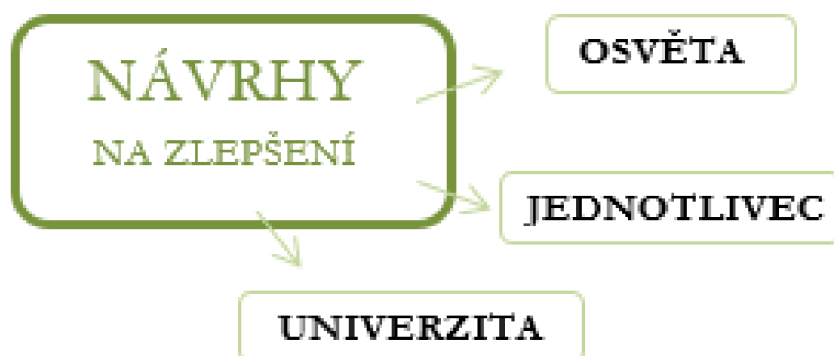 NÁVRHY
NA ZLEPŠENÍ
OSVĚTA
JEDNOTLIVEC
UNIVERZITA